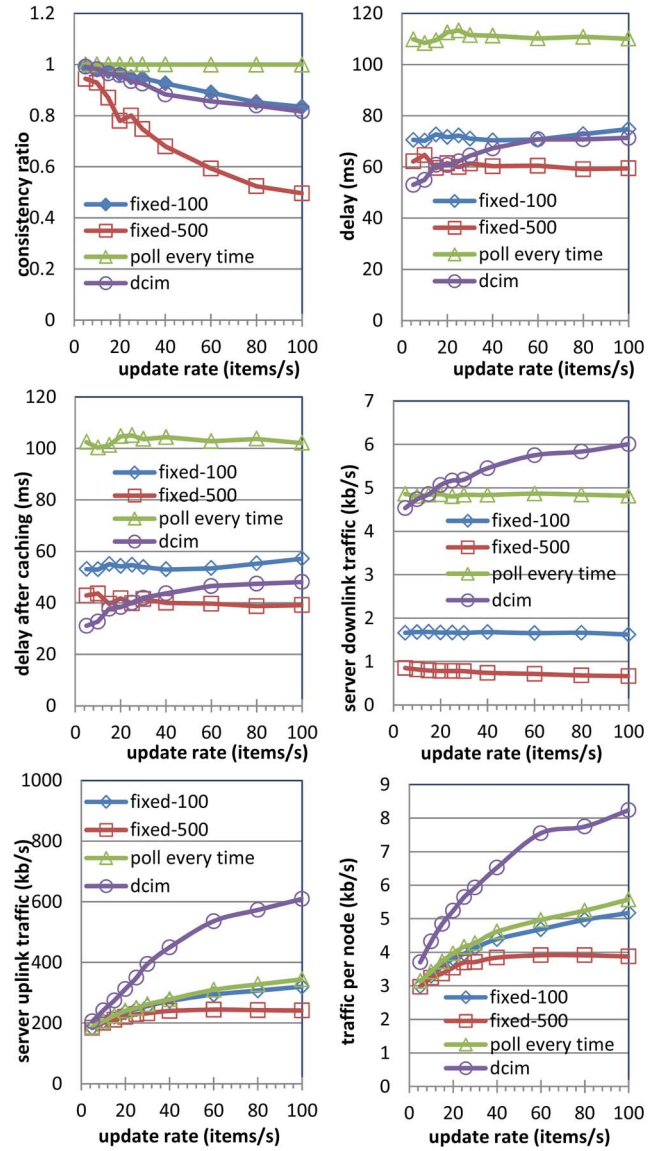 1.2
1
0.8
0.6
0.4
0.2
0
consistency ratio
fixed-100
fixed-500
poll every time
dcim
0 20 40 60 80 100
update rate (items/s)
120
100
80
60
40
20
0
delay (ms)
fixed-100
fixed-500
poll every time
dcim
0 20 40 60 80 100
update rate (items/s)
120
100
80
60
40
20
0
delay after caching (ms)
fixed-100
fixed-500
poll every time
dcim
0 20 40 60 80 100
update rate (items/s)
7
6
5
4
3
2
1
0
server downlink traffic (kb/s)
fixed-100
fixed-500
poll every time
dcim
0 20 40 60 80 100
update rate (items/s)
1000
800
600
400
200
0
server uplink traffic (kb/s)
fixed-100
fixed-500
poll every time
dcim
0 20 40 60 80 100
update rate (items/s)
9
8
7
6
5
4
3
2
1
0
traffic per node (kb/s)
fixed-100
fixed-500
poll every time
dcim
0 20 40 60 80 100
update rate (items/s)